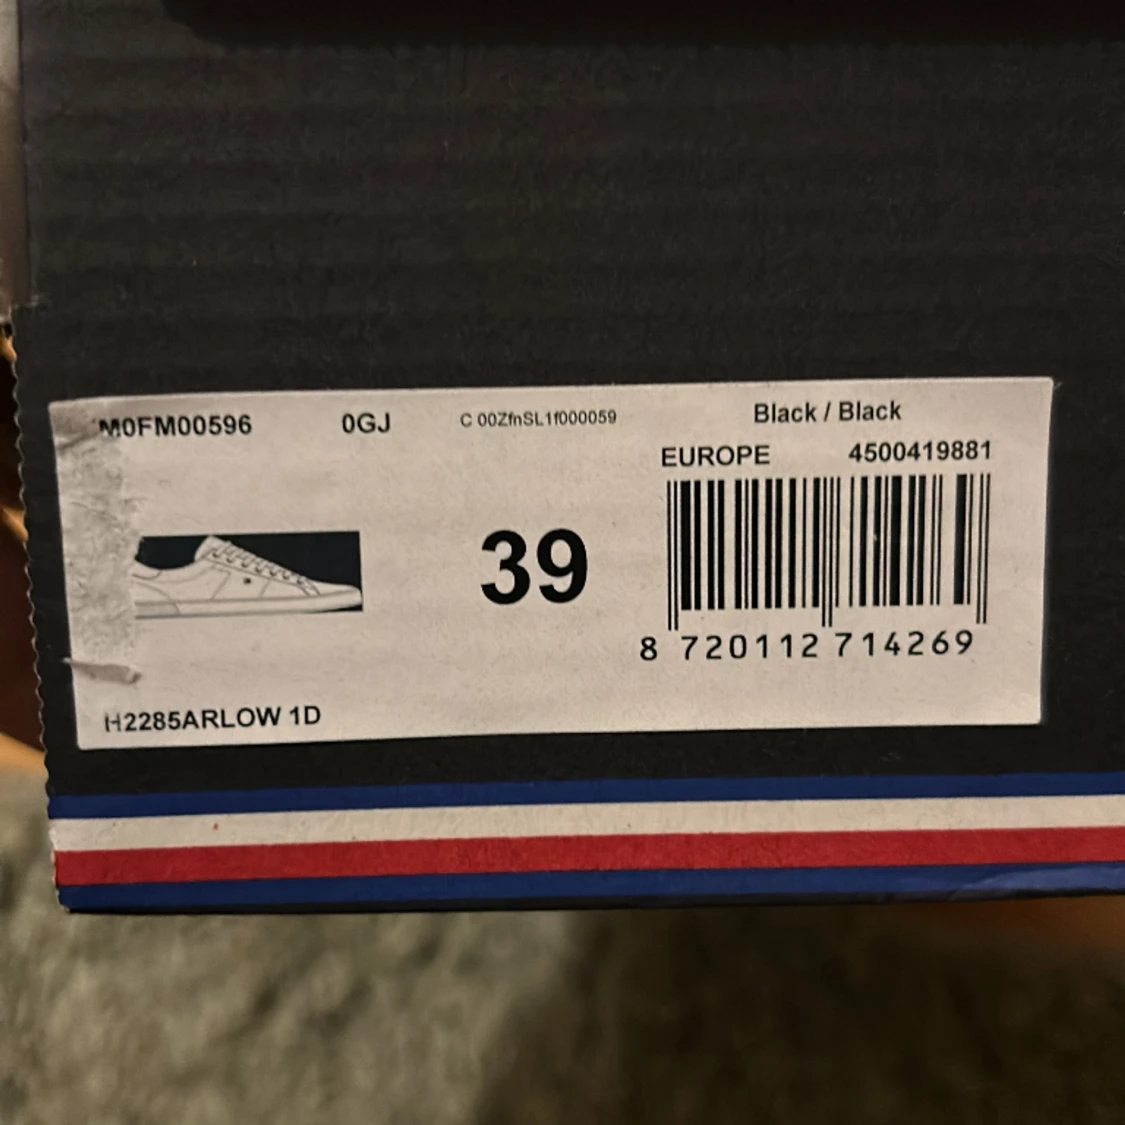 M0FM00596 0GJ C 00ZfnSL1f000059 Black / Black
EUROPE 4500419881
39
8 720112 714269
H2285ARLOW 1D